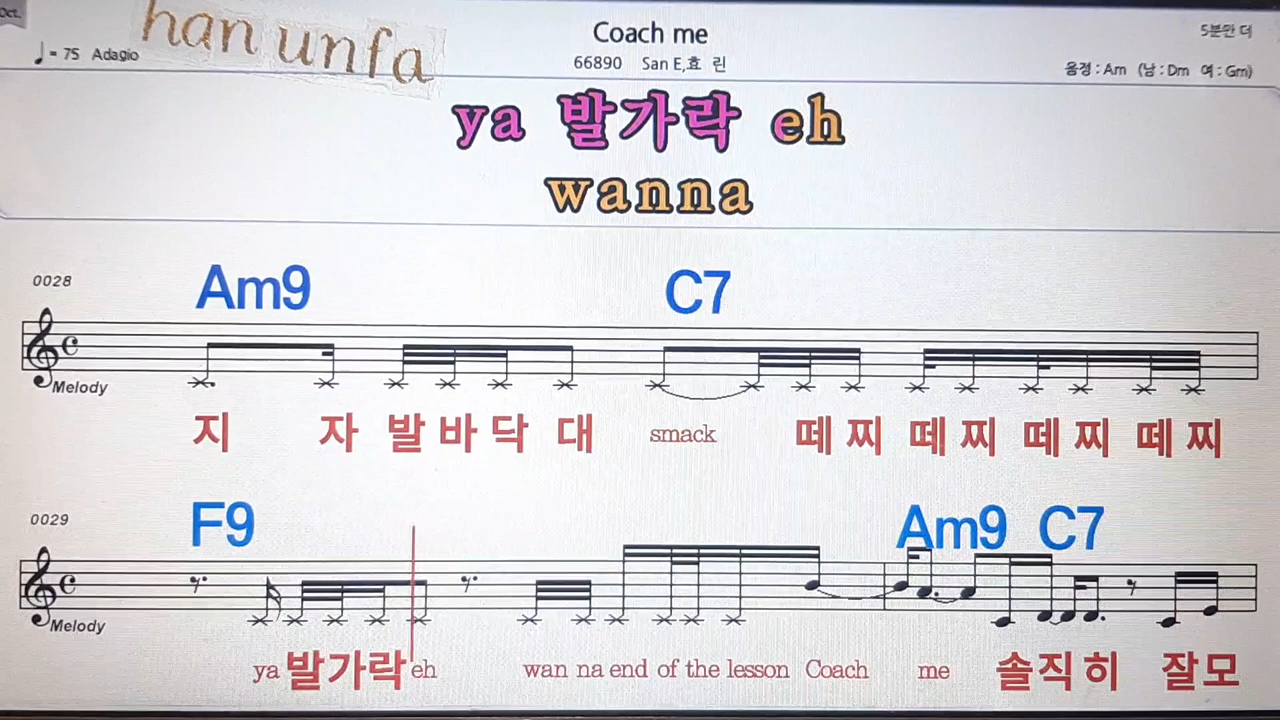 Oct.
han unfa
Coach me
5분만 더
♩= 75 Adagio
66890 San E,효 린
음정 : Am (남 : Dm 여 : Gm)
ya 발가락 eh
wanna
0028
Am9 C7
Melody
지 자 발 바 닥 대 smack 떼 찌 떼 찌 떼 찌 떼 찌
0029
F9 Am9 C7
Melody
ya 발가락 eh wan na end of the lesson Coach me 솔직히 잘모